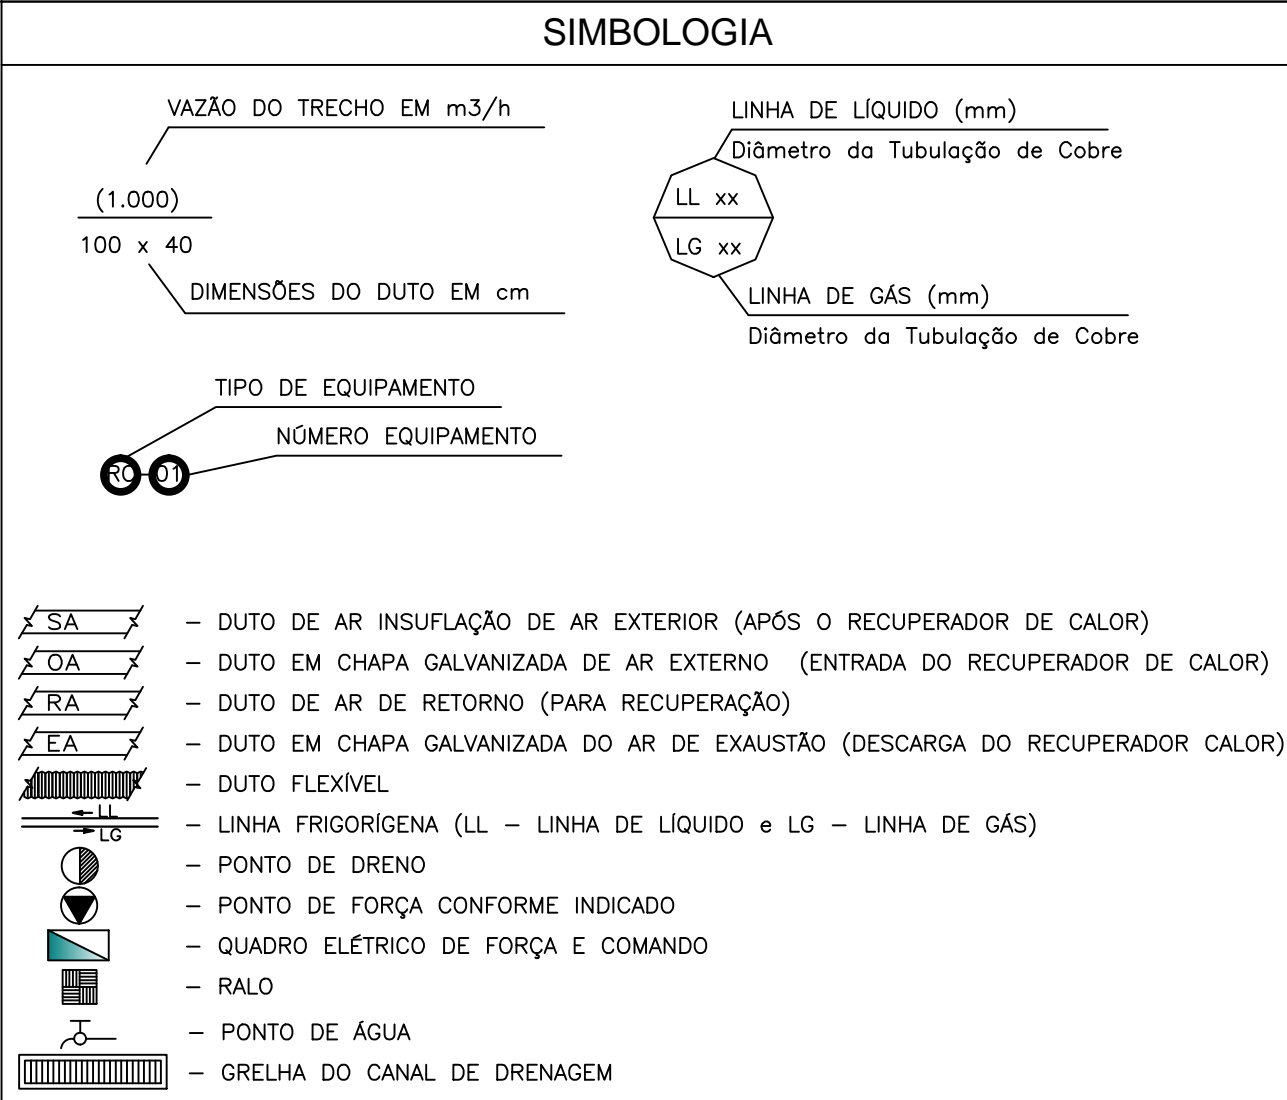 SIMBOLOGIA
VAZÃO DO TRECHO EM m3/h
(1.000)
100 x 40
DIMENSÕES DO DUTO EM cm
LINHA DE LÍQUIDO (mm)
Diâmetro da Tubulação de Cobre
LL xx
LG xx
LINHA DE GÁS (mm)
Diâmetro da Tubulação de Cobre
TIPO DE EQUIPAMENTO
NÚMERO EQUIPAMENTO
RC-01
SA – DUTO DE AR INSUFLAÇÃO DE AR EXTERIOR (APÓS O RECUPERADOR DE CALOR)
OA – DUTO EM CHAPA GALVANIZADA DE AR EXTERNO (ENTRADA DO RECUPERADOR DE CALOR)
RA – DUTO DE AR DE RETORNO (PARA RECUPERAÇÃO)
EA – DUTO EM CHAPA GALVANIZADA DO AR DE EXAUSTÃO (DESCARGA DO RECUPERADOR CALOR)
– DUTO FLEXÍVEL
LL
LG
– LINHA FRIGORÍGENA (LL – LINHA DE LÍQUIDO e LG – LINHA DE GÁS)
– PONTO DE DRENO
– PONTO DE FORÇA CONFORME INDICADO
– QUADRO ELÉTRICO DE FORÇA E COMANDO
– RALO
– PONTO DE ÁGUA
– GRELHA DO CANAL DE DRENAGEM